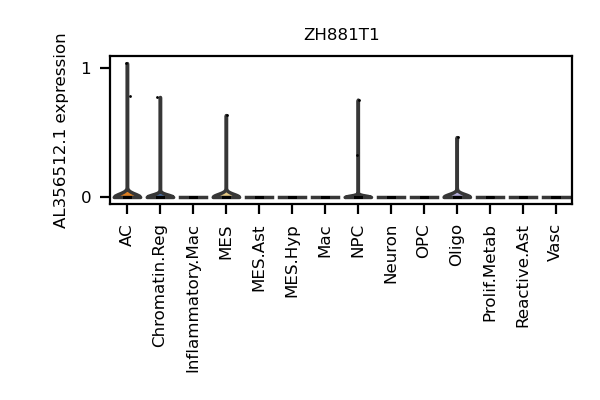 ZH881T1
AL356512.1 expression
1
0
AC
Chromatin.Reg
Inflammatory.Mac
MES
MES.Ast
MES.Hyp
Mac
NPC
Neuron
OPC
Oligo
Prolif.Metab
Reactive.Ast
Vasc